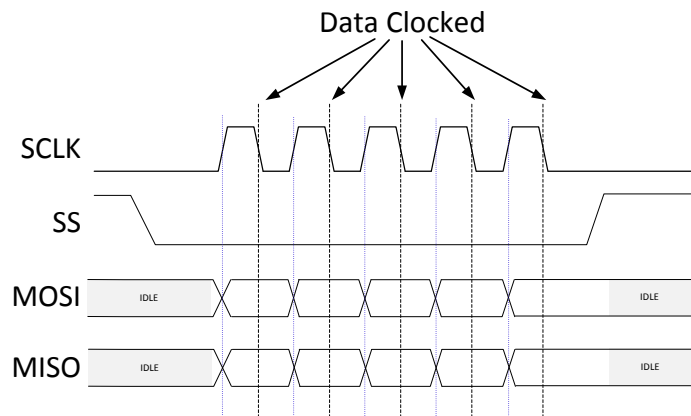 Data Clocked
SCLK
SS
MOSI IDLE IDLE
MISO IDLE IDLE